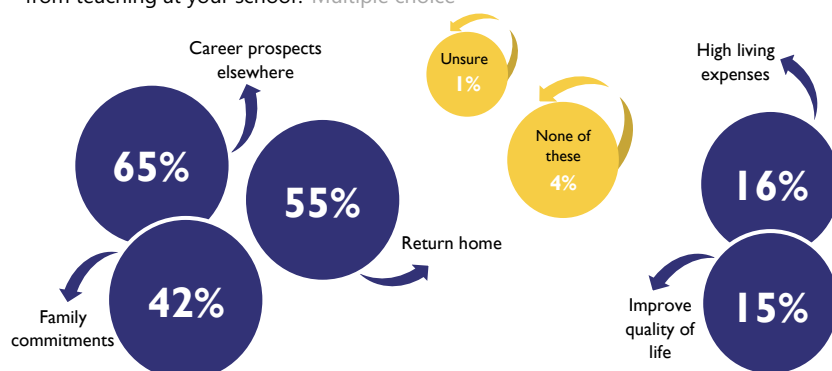 from teaching at your school? Multiple choice
Career prospects
elsewhere
65%
55%
Return home
42%
Family
commitments
Unsure
1%
None of
these
4%
High living
expenses
16%
15%
Improve
quality of
life